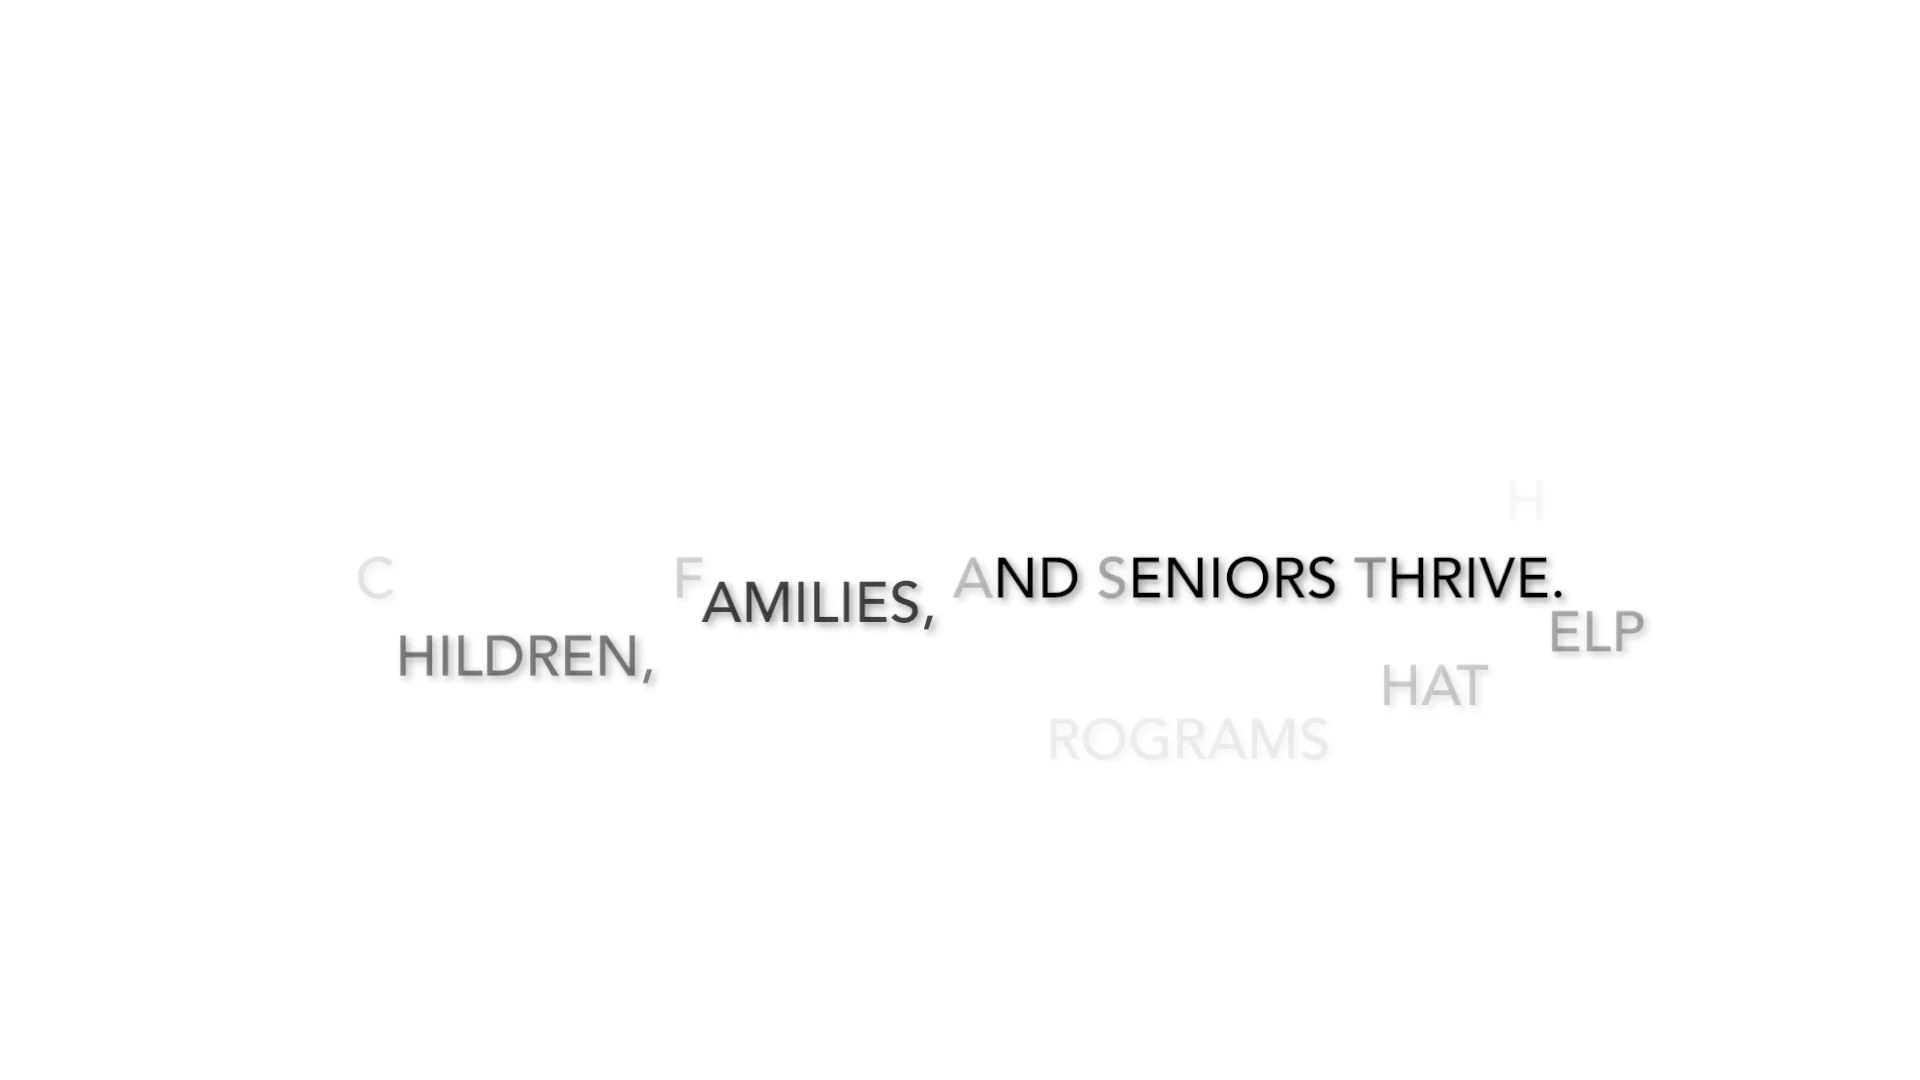 H
C F AND SENIORS THRIVE.
AMILIES,
ELP
HILDREN,
HAT
ROGRAMS